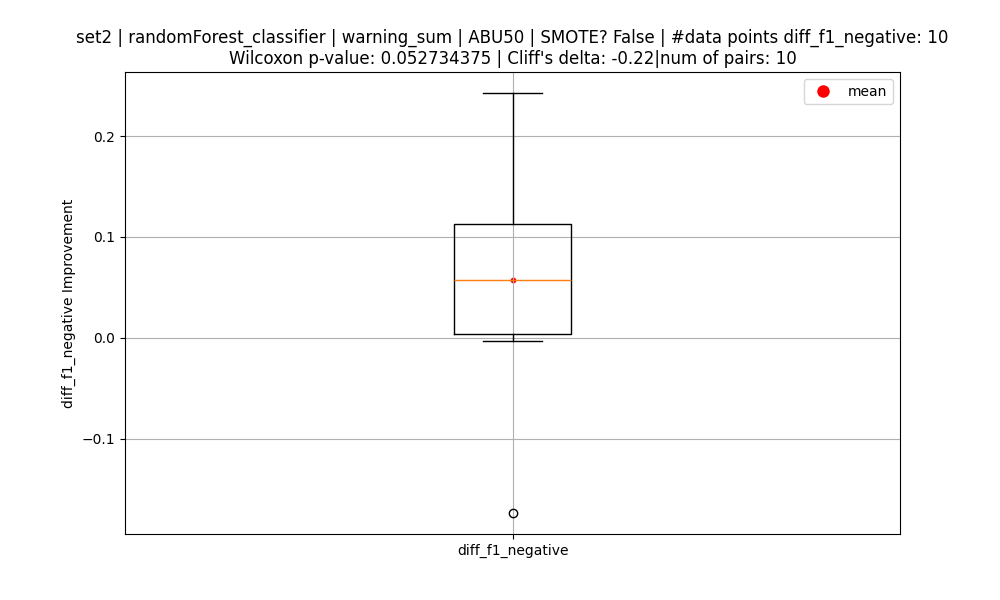 set2 | randomForest_classifier | warning_sum | ABU50 | SMOTE? False | #data points diff_f1_negative: 10
Wilcoxon p-value: 0.052734375 | Cliff's delta: -0.22|num of pairs: 10
mean
0.2
0.1
0.0
−0.1
diff_f1_negative Improvement
diff_f1_negative